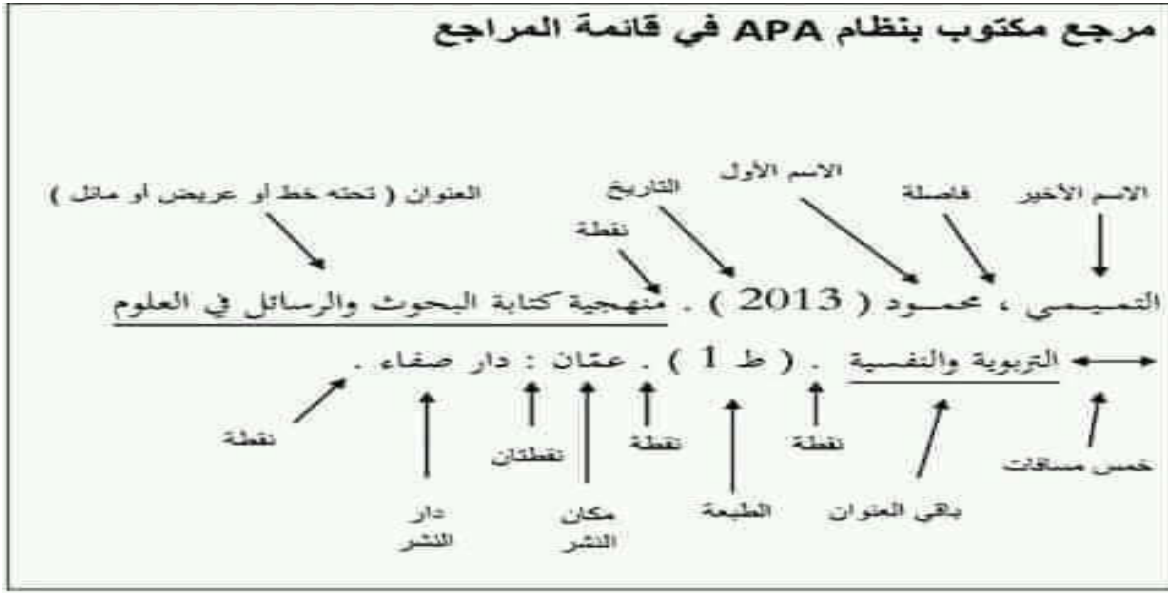 مرجع مكتوب بنظام APA في قائمة المراجع
الاسم الأخير فاصلة الاسم الأول التاريخ نقطة العنوان ( تحته خط أو عريض أو مائل )
التميمي ، محمود ( 2013 ) . منهجية كتابة البحوث والرسائل في العلوم
التربوية والنفسية . ( ط 1 ) . عمّان : دار صفاء .
خمس مسافات باقي العنوان نقطة الطبعة نقطة مكان النشر نقطتان دار النشر نقطة